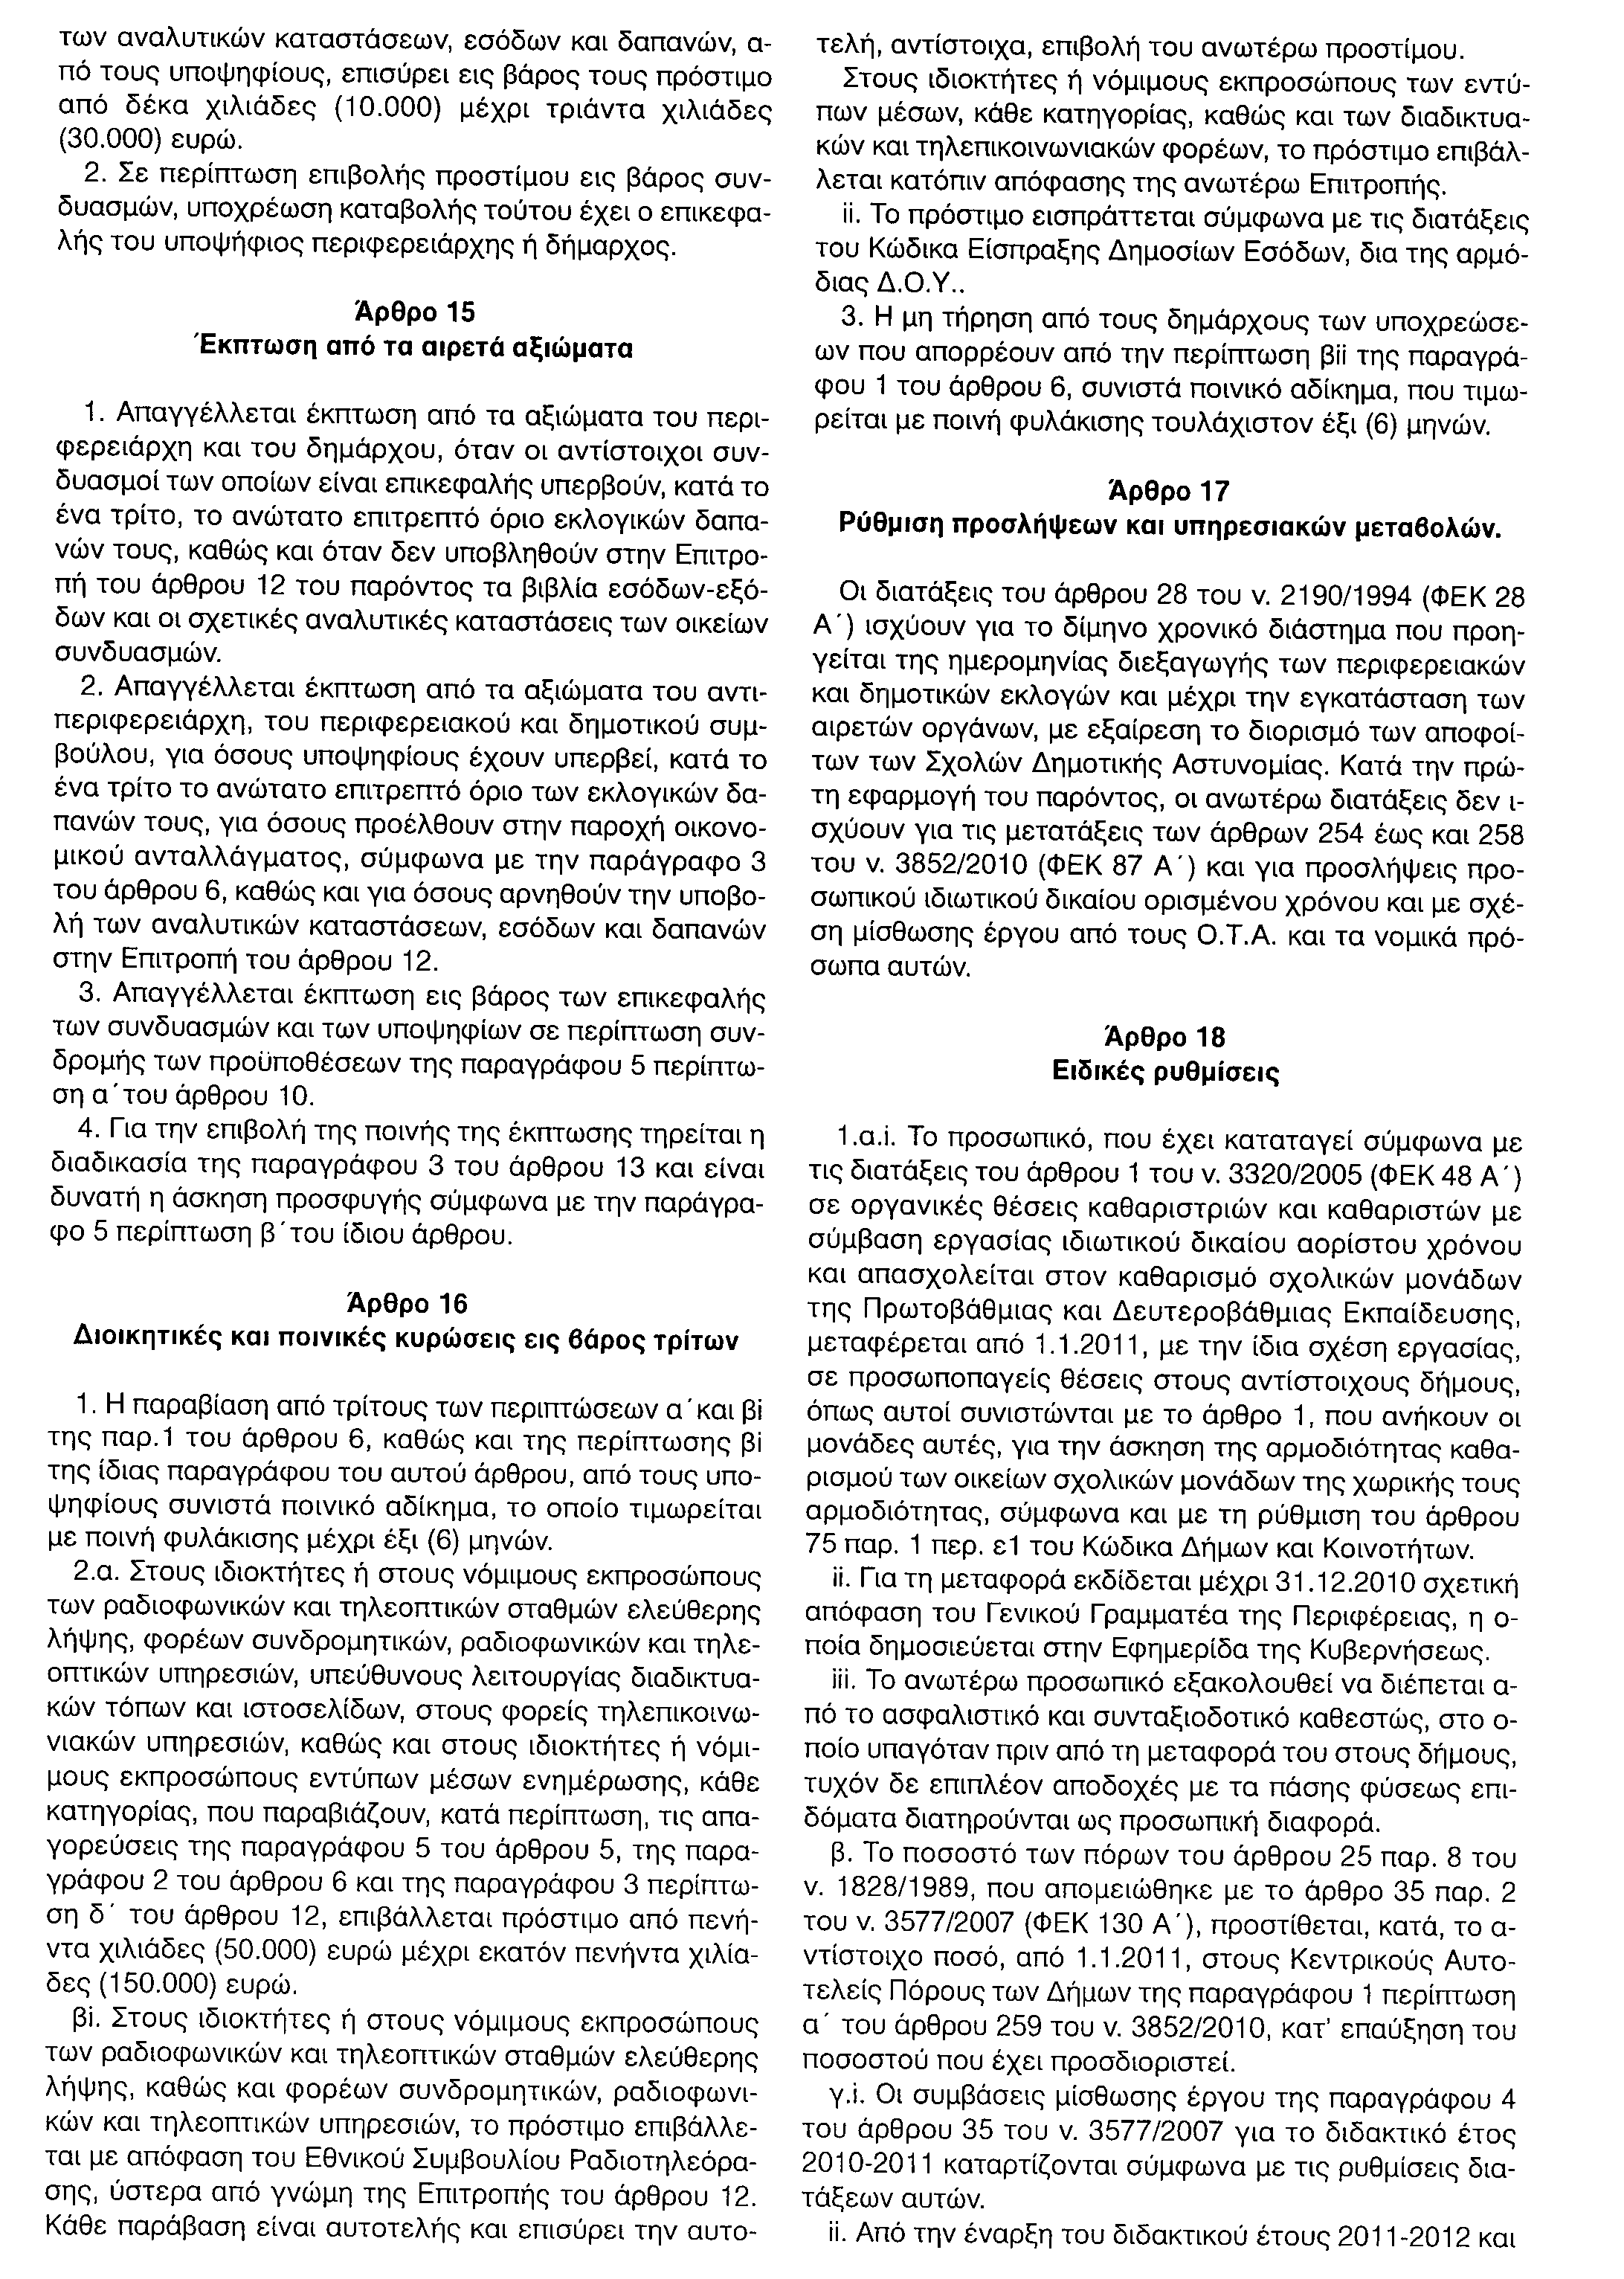 των αναλυτικών καταστάσεων, εσόδων και δαπανών, α-
πό τους υποψηφίους, επισύρει εις βάρος τους πρόστιμο
από δέκα χιλιάδες (10.000) μέχρι τριάντα χιλιάδες
(30.000) ευρώ.
2. Σε περίπτωση επιβολής προστίμου εις βάρος συν-
δυασμών, υποχρέωση καταβολής τούτου έχει ο επικεφα-
λής του υποψήφιος περιφερειάρχης ή δήμαρχος.
Άρθρο 15
Έκπτωση από τα αιρετά αξιώματα
1. Απαγγέλλεται έκπτωση από τα αξιώματα του περι-
φερειάρχη και του δημάρχου, όταν οι αντίστοιχοι συν-
δυασμοί των οποίων είναι επικεφαλής υπερβούν, κατά το
ένα τρίτο, το ανώτατο επιτρεπτό όριο εκλογικών δαπα-
νών τους, καθώς και όταν δεν υποβληθούν στην Επιτρο-
πή του άρθρου 12 του παρόντος τα βιβλία εσόδων-εξό-
δων και οι σχετικές αναλυτικές καταστάσεις των οικείων
συνδυασμών.
2. Απαγγέλλεται έκπτωση από τα αξιώματα του αντι-
περιφερειάρχη, του περιφερειακού και δημοτικού συμ-
βούλου, για όσους υποψηφίους έχουν υπερβεί, κατά το
ένα τρίτο το ανώτατο επιτρεπτό όριο των εκλογικών δα-
πανών τους, για όσους προέλθουν στην παροχή οικονο-
μικού ανταλλάγματος, σύμφωνα με την παράγραφο 3
του άρθρου 6, καθώς και για όσους αρνηθούν την υποβο-
λή των αναλυτικών καταστάσεων, εσόδων και δαπανών
στην Επιτροπή του άρθρου 12.
3. Απαγγέλλεται έκπτωση εις βάρος των επικεφαλής
των συνδυασμών και των υποψηφίων σε περίπτωση συν-
δρομής των προϋποθέσεων της παραγράφου 5 περίπτω-
ση α΄του άρθρου 10.
4. Για την επιβολή της ποινής της έκπτωσης τηρείται η
διαδικασία της παραγράφου 3 του άρθρου 13 και είναι
δυνατή η άσκηση προσφυγής σύμφωνα με την παράγρα-
φο 5 περίπτωση β΄του ίδιου άρθρου.
Άρθρο 16
Διοικητικές και ποινικές κυρώσεις εις βάρος τρίτων
1. Η παραβίαση από τρίτους των περιπτώσεων α΄και βi
της παρ.1 του άρθρου 6, καθώς και της περίπτωσης βi
της ίδιας παραγράφου του αυτού άρθρου, από τους υπο-
ψηφίους συνιστά ποινικό αδίκημα, το οποίο τιμωρείται
με ποινή φυλάκισης μέχρι έξι (6) μηνών.
2.α. Στους ιδιοκτήτες ή στους νόμιμους εκπροσώπους
των ραδιοφωνικών και τηλεοπτικών σταθμών ελεύθερης
λήψης, φορέων συνδρομητικών, ραδιοφωνικών και τηλε-
οπτικών υπηρεσιών, υπεύθυνους λειτουργίας διαδικτυα-
κών τόπων και ιστοσελίδων, στους φορείς τηλεπικοινω-
νιακών υπηρεσιών, καθώς και στους ιδιοκτήτες ή νόμι-
μους εκπροσώπους εντύπων μέσων ενημέρωσης, κάθε
κατηγορίας, που παραβιάζουν, κατά περίπτωση, τις απα-
γορεύσεις της παραγράφου 5 του άρθρου 5, της παρα-
γράφου 2 του άρθρου 6 και της παραγράφου 3 περίπτω-
ση δ΄ του άρθρου 12, επιβάλλεται πρόστιμο από πενή-
ντα χιλιάδες (50.000) ευρώ μέχρι εκατόν πενήντα χιλίά-
δες (150.000) ευρώ.
βi. Στους ιδιοκτήτες ή στους νόμιμους εκπροσώπους
των ραδιοφωνικών και τηλεοπτικών σταθμών ελεύθερης
λήψης, καθώς και φορέων συνδρομητικών, ραδιοφωνι-
κών και τηλεοπτικών υπηρεσιών, το πρόστιμο επιβάλλε-
ται με απόφαση του Εθνικού Συμβουλίου Ραδιοτηλεόρα-
σης, ύστερα από γνώμη της Επιτροπής του άρθρου 12.
Κάθε παράβαση είναι αυτοτελής και επισύρει την αυτο-
τελή, αντίστοιχα, επιβολή του ανωτέρω προστίμου.
Στους ιδιοκτήτες ή νόμιμους εκπροσώπους των εντύ-
πων μέσων, κάθε κατηγορίας, καθώς και των διαδικτυα-
κών και τηλεπικοινωνιακών φορέων, το πρόστιμο επιβάλ-
λεται κατόπιν απόφασης της ανωτέρω Επιτροπής.
ii. Το πρόστιμο εισπράττεται σύμφωνα με τις διατάξεις
του Κώδικα Είσπραξης Δημοσίων Εσόδων, δια της αρμό-
διας Δ.Ο.Υ..
3. Η μη τήρηση από τους δημάρχους των υποχρεώσε-
ων που απορρέουν από την περίπτωση βii της παραγρά-
φου 1 του άρθρου 6, συνιστά ποινικό αδίκημα, που τιμω-
ρείται με ποινή φυλάκισης τουλάχιστον έξι (6) μηνών.
Άρθρο 17
Ρύθμιση προσλήψεων και υπηρεσιακών μεταβολών.
Οι διατάξεις του άρθρου 28 του ν. 2190/1994 (ΦΕΚ 28
Α΄) ισχύουν για το δίμηνο χρονικό διάστημα που προη-
γείται της ημερομηνίας διεξαγωγής των περιφερειακών
και δημοτικών εκλογών και μέχρι την εγκατάσταση των
αιρετών οργάνων, με εξαίρεση το διορισμό των αποφοί-
των των Σχολών Δημοτικής Αστυνομίας. Κατά την πρώ-
τη εφαρμογή του παρόντος, οι ανωτέρω διατάξεις δεν ι-
σχύουν για τις μετατάξεις των άρθρων 254 έως και 258
του ν. 3852/2010 (ΦΕΚ 87 Α΄) και για προσλήψεις προ-
σωπικού ιδιωτικού δικαίου ορισμένου χρόνου και με σχέ-
ση μίσθωσης έργου από τους Ο.Τ.Α. και τα νομικά πρό-
σωπα αυτών.
Άρθρο 18
Ειδικές ρυθμίσεις
1.α.i. Το προσωπικό, που έχει καταταγεί σύμφωνα με
τις διατάξεις του άρθρου 1 του ν. 3320/2005 (ΦΕΚ 48 Α΄)
σε οργανικές θέσεις καθαριστριών και καθαριστών με
σύμβαση εργασίας ιδιωτικού δικαίου αορίστου χρόνου
και απασχολείται στον καθαρισμό σχολικών μονάδων
της Πρωτοβάθμιας και Δευτεροβάθμιας Εκπαίδευσης,
μεταφέρεται από 1.1.2011, με την ίδια σχέση εργασίας,
σε προσωποπαγείς θέσεις στους αντίστοιχους δήμους,
όπως αυτοί συνιστώνται με το άρθρο 1, που ανήκουν οι
μονάδες αυτές, για την άσκηση της αρμοδιότητας καθα-
ρισμού των οικείων σχολικών μονάδων της χωρικής τους
αρμοδιότητας, σύμφωνα και με τη ρύθμιση του άρθρου
75 παρ. 1 περ. ε1 του Κώδικα Δήμων και Κοινοτήτων.
ii. Για τη μεταφορά εκδίδεται μέχρι 31.12.2010 σχετική
απόφαση του Γενικού Γραμματέα της Περιφέρειας, η ο-
ποία δημοσιεύεται στην Εφημερίδα της Κυβερνήσεως.
iii. Το ανωτέρω προσωπικό εξακολουθεί να διέπεται α-
πό το ασφαλιστικό και συνταξιοδοτικό καθεστώς, στο ο-
ποίο υπαγόταν πριν από τη μεταφορά του στους δήμους,
τυχόν δε επιπλέον αποδοχές με τα πάσης φύσεως επι-
δόματα διατηρούνται ως προσωπική διαφορά.
β. Το ποσοστό των πόρων του άρθρου 25 παρ. 8 του
ν. 1828/1989, που απομειώθηκε με το άρθρο 35 παρ. 2
του ν. 3577/2007 (ΦΕΚ 130 Α΄), προστίθεται, κατά, το α-
ντίστοιχο ποσό, από 1.1.2011, στους Κεντρικούς Αυτο-
τελείς Πόρους των Δήμων της παραγράφου 1 περίπτωση
α΄ του άρθρου 259 του ν. 3852/2010, κατ’ επαύξηση του
ποσοστού που έχει προσδιοριστεί.
γ.i. Οι συμβάσεις μίσθωσης έργου της παραγράφου 4
του άρθρου 35 του ν. 3577/2007 για το διδακτικό έτος
2010-2011 καταρτίζονται σύμφωνα με τις ρυθμίσεις δια-
τάξεων αυτών.
ii. Από την έναρξη του διδακτικού έτους 2011-2012 και